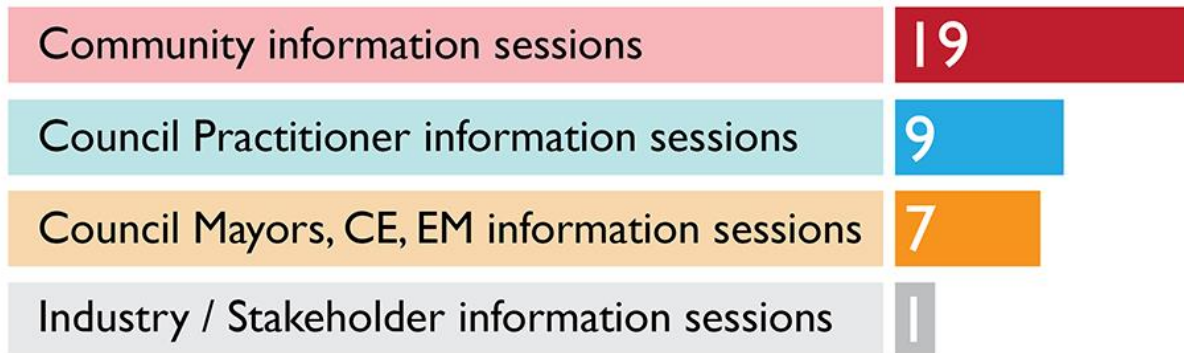 Community information sessions 19
Council Practitioner information sessions 9
Council Mayors, CE, EM information sessions 7
Industry / Stakeholder information sessions 1